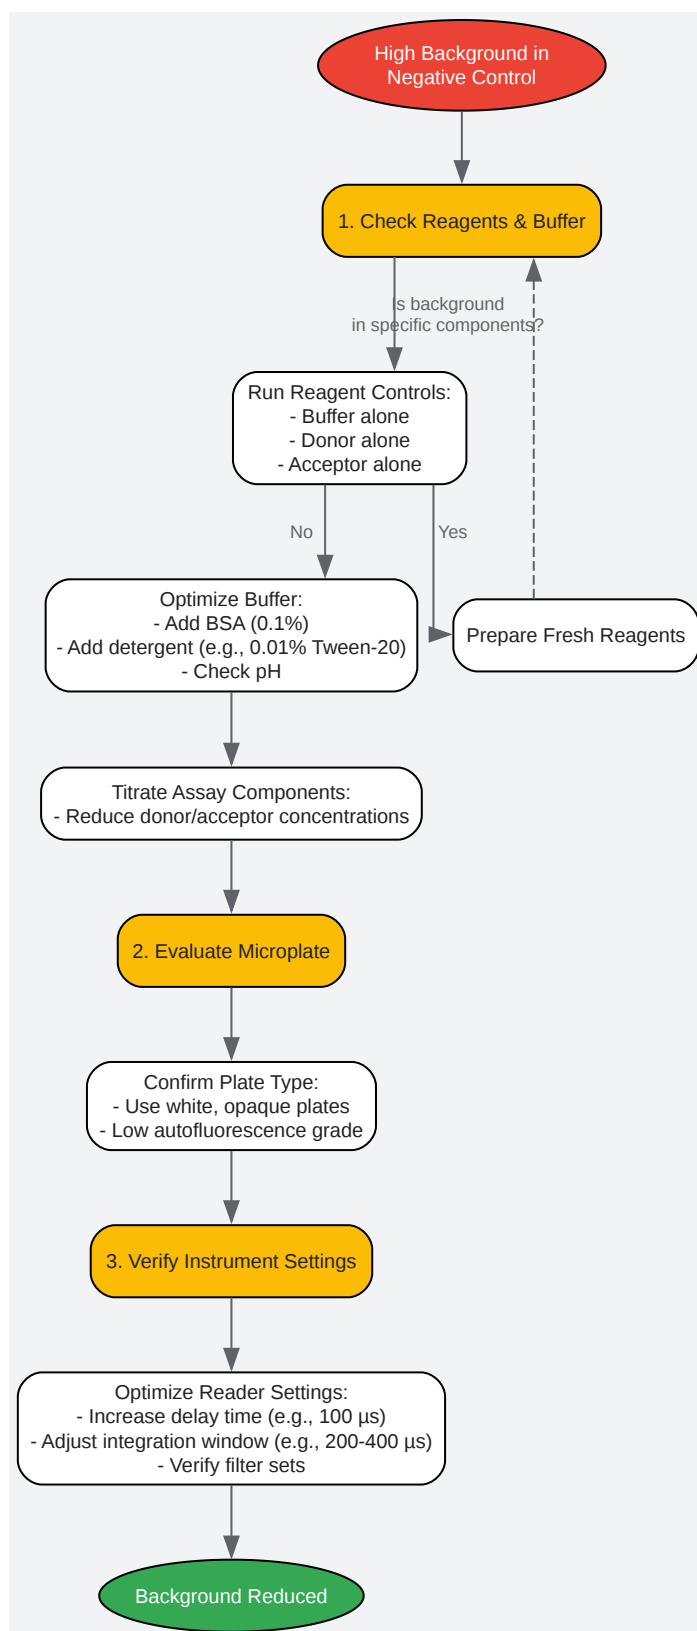 High Background in
Negative Control
1. Check Reagents & Buffer
Is background
in specific components?
Run Reagent Controls:
- Buffer alone
- Donor alone
- Acceptor alone
No
Yes
Optimize Buffer:
- Add BSA (0.1%)
- Add detergent (e.g., 0.01% Tween-20)
- Check pH
Prepare Fresh Reagents
Titrate Assay Components:
- Reduce donor/acceptor concentrations
2. Evaluate Microplate
Confirm Plate Type:
- Use white, opaque plates
- Low autofluorescence grade
3. Verify Instrument Settings
Optimize Reader Settings:
- Increase delay time (e.g., 100 µs)
- Adjust integration window (e.g., 200-400 µs)
- Verify filter sets
Background Reduced